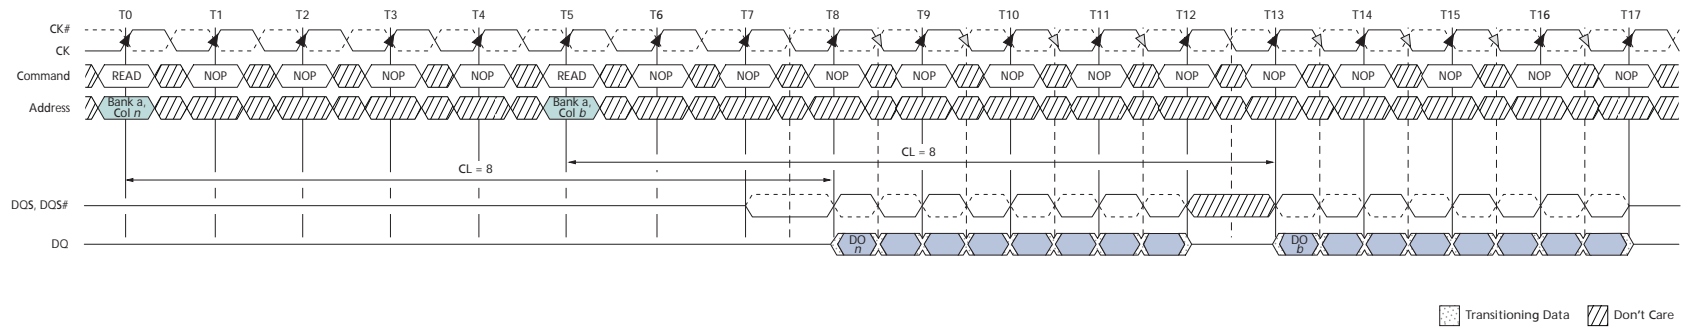 T0 T1 T2 T3 T4 T5 T6 T7 T8 T9 T10 T11 T12 T13 T14 T15 T16 T17
CK#
CK
Command READ NOP NOP NOP NOP READ NOP NOP NOP NOP NOP NOP NOP NOP NOP NOP NOP NOP
Address Bank a, Col n Bank a, Col b
CL = 8
CL = 8
DQS, DQS#
DQ DO n DO b
Transitioning Data Don't Care